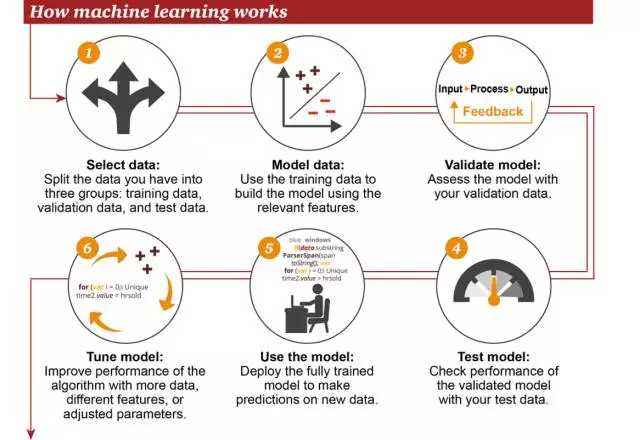 How machine learning works
1
2
3
Input Process Output
Feedback
Select data:
Split the data you have into
three groups: training data,
validation data, and test data.
Model data:
Use the training data to
build the model using the
relevant features.
Validate model:
Assess the model with
your validation data.
6
for (var i = 0;) Unique
time2.value = hrsold
5
blue: windows
if(data.substring
ParserSpan(span
toString(); var
for (var i = 0;) Unique
time2.value = hrsold
4
Tune model:
Improve performance of the
algorithm with more data,
different features, or
adjusted parameters.
Use the model:
Deploy the fully trained
model to make
predictions on new data.
Test model:
Check performance of
the validated model
with your test data.